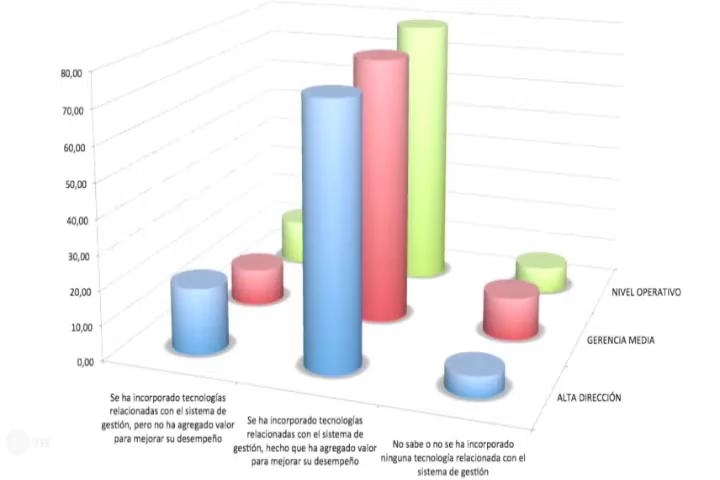 80,00
70,00
60,00
50,00
40,00
30,00
20,00
10,00
0,00
NIVEL OPERATIVO
GERENCIA MEDIA
ALTA DIRECCIÓN
Se ha incorporado tecnologías
relacionadas con el sistema de
gestión, pero no ha agregado valor
para mejorar su desempeño
Se ha incorporado tecnologías
relacionadas con el sistema de
gestión, hecho que ha agregado valor
para mejorar su desempeño
No sabe o no se ha incorporado
ninguna tecnología relacionada con el
sistema de gestión